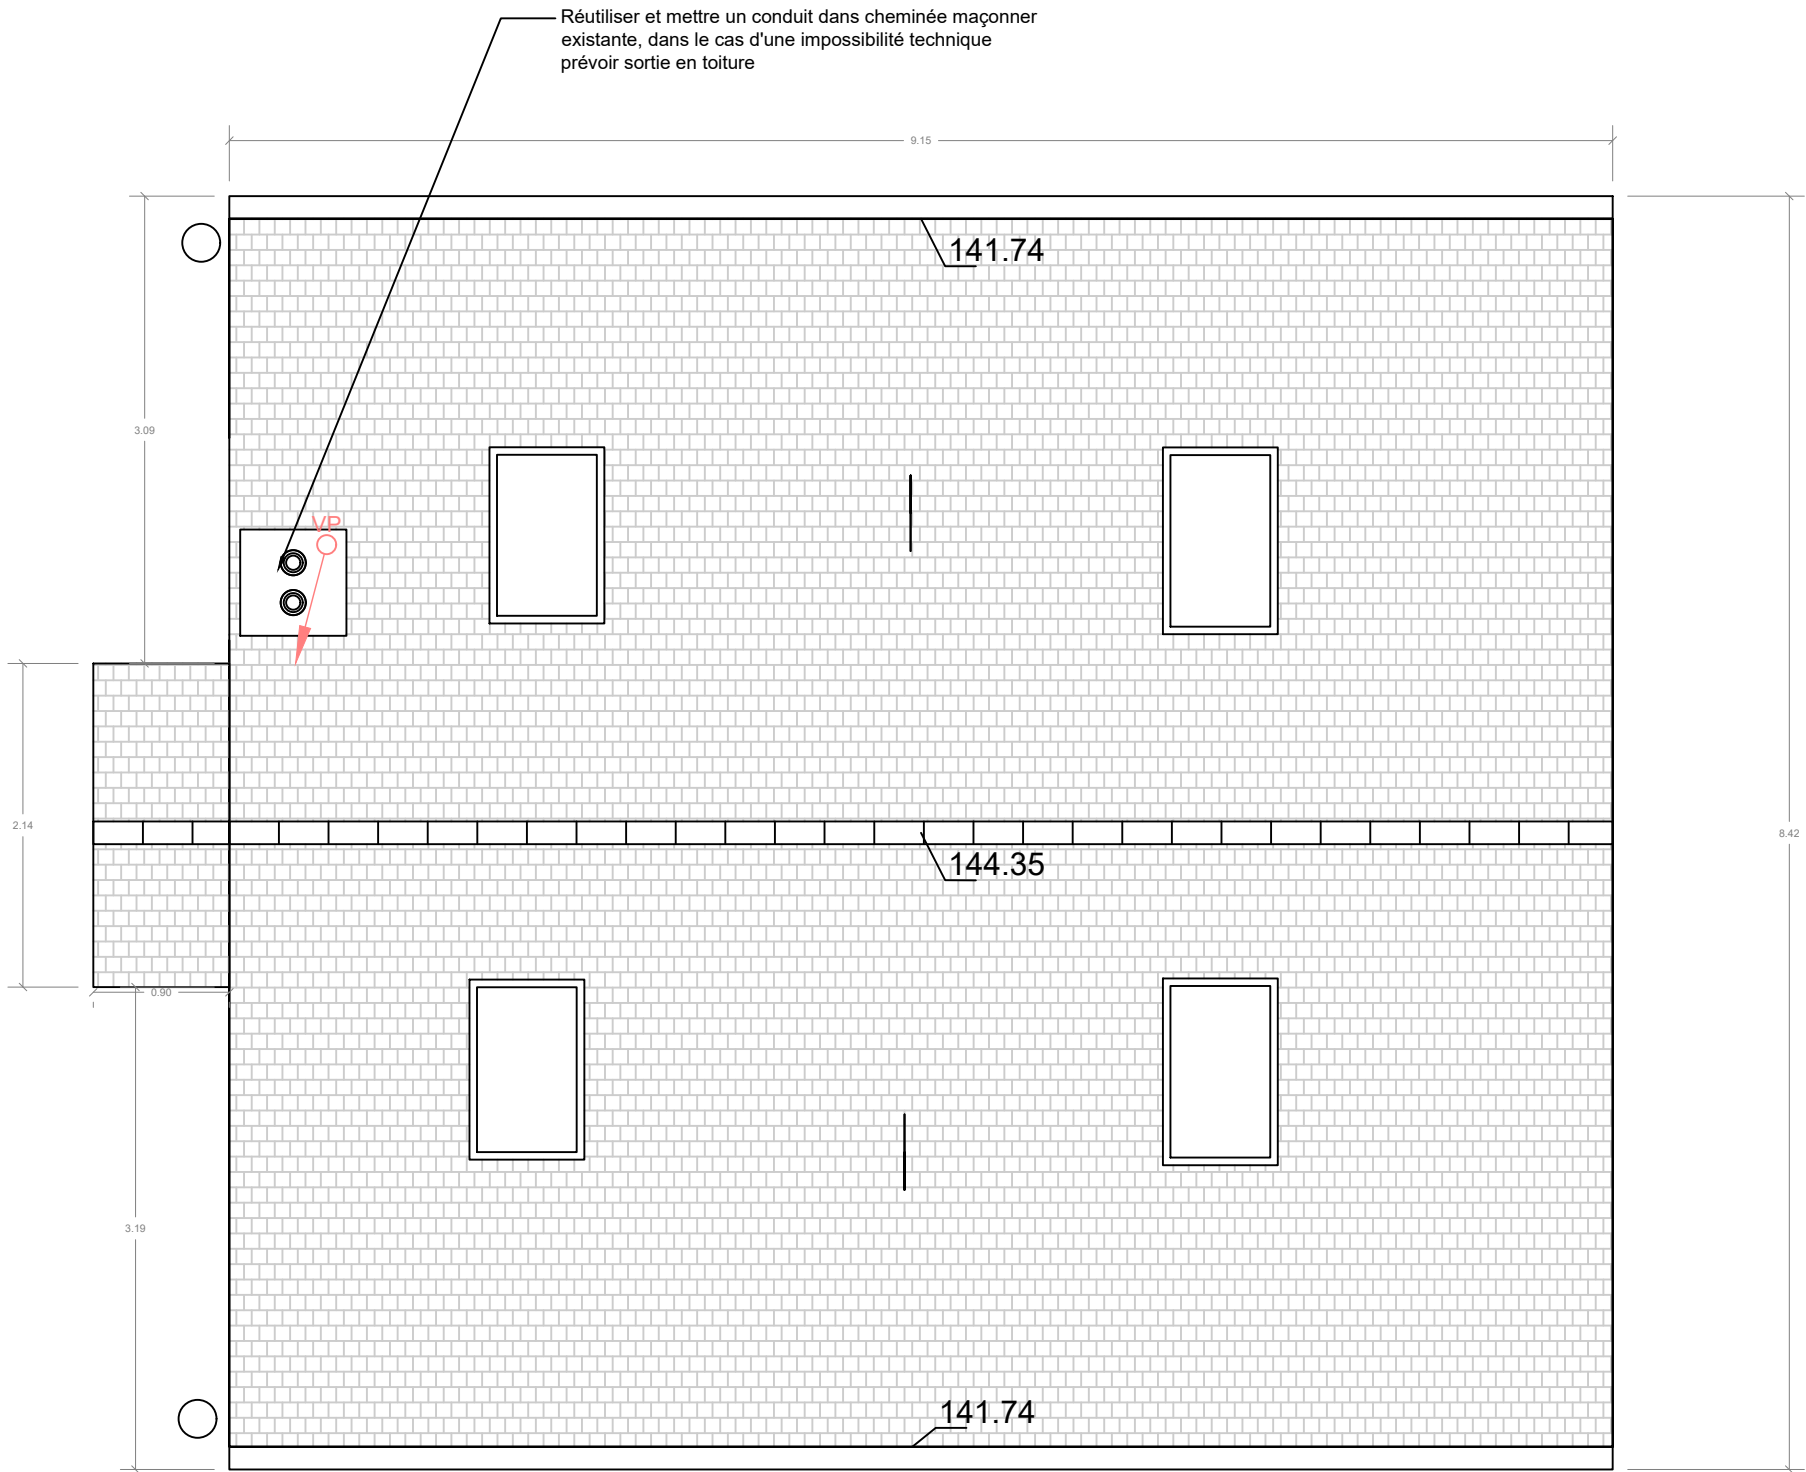 Réutiliser et mettre un conduit dans cheminée maçonner
existante, dans le cas d'une impossibilité technique
prévoir sortie en toiture
9.15
141.74
3.09
VP
2.14
8.42
144.35
0.90
3.19
141.74